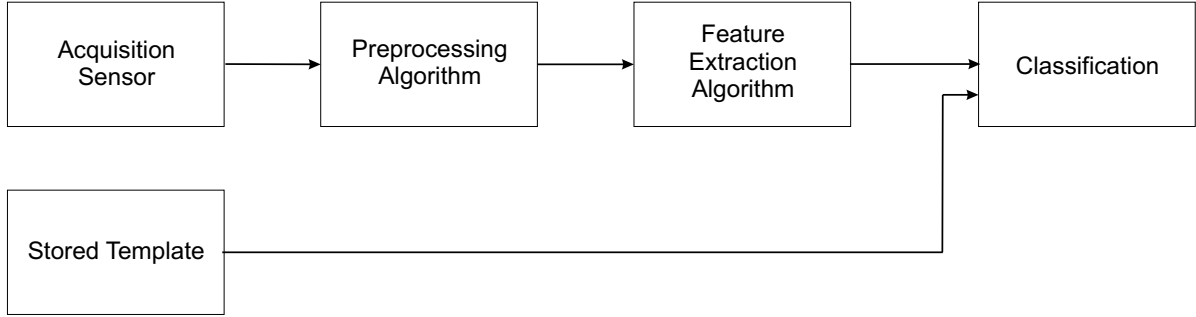 Acquisition
Sensor
Preprocessing
Algorithm
Feature
Extraction
Algorithm
Classification
Stored Template